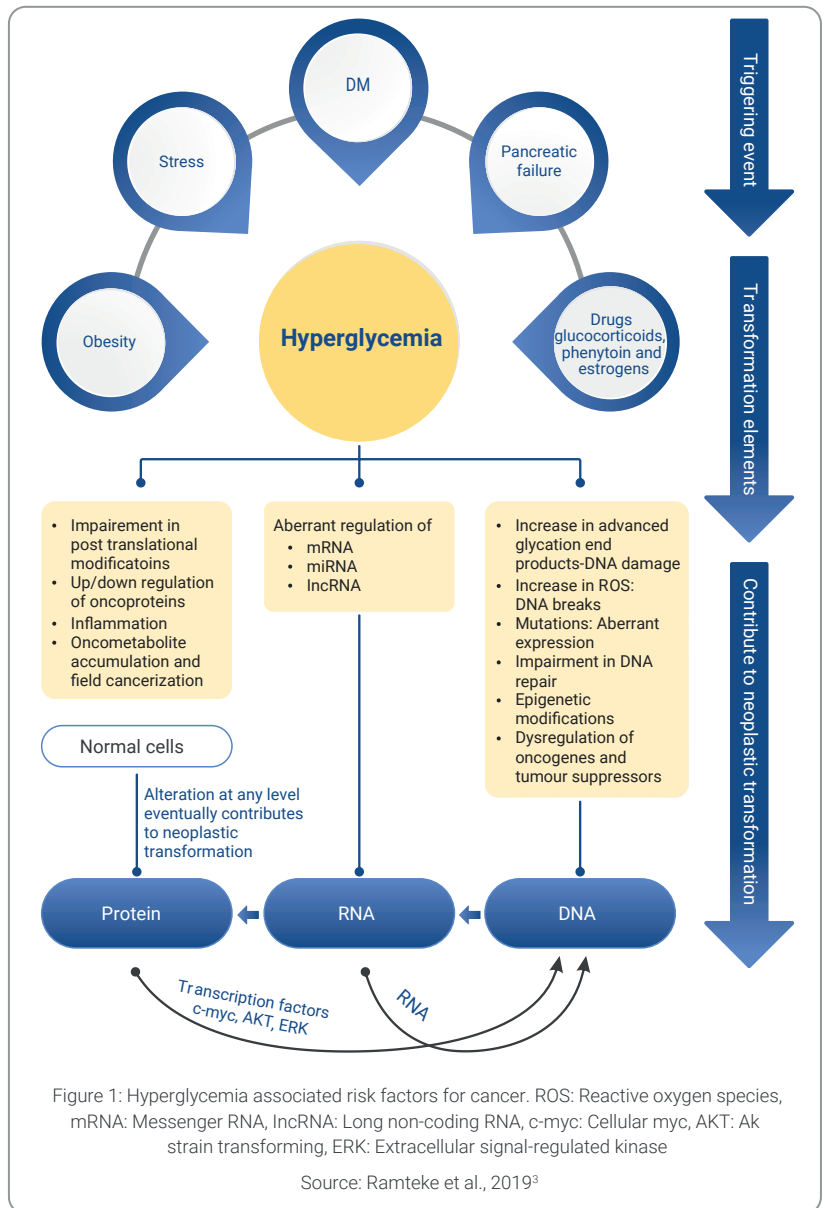 DM
Stress
Pancreatic
failure
Obesity
Hyperglycemia
Drugs
glucocorticoids,
phenytoin and
estrogens
Triggering event
Transformation elements
Contribute to neoplastic transformation
• Impairement in
post translational
modificatoins
• Up/down regulation
of oncoproteins
• Inflammation
• Oncometabolite
accumulation and
field cancerization
Aberrant regulation of
• mRNA
• miRNA
• lncRNA
• Increase in advanced
glycation end
products-DNA damage
• Increase in ROS:
DNA breaks
• Mutations: Aberrant
expression
• Impairment in DNA
repair
• Epigenetic
modifications
• Dysregulation of
oncogenes and
tumour suppressors
Normal cells
Alteration at any level
eventually contributes
to neoplastic
transformation
Protein
RNA
DNA
Transcription factors
c-myc, AKT, ERK
RNA
Figure 1: Hyperglycemia associated risk factors for cancer. ROS: Reactive oxygen species,
mRNA: Messenger RNA, lncRNA: Long non-coding RNA, c-myc: Cellular myc, AKT: Ak
strain transforming, ERK: Extracellular signal-regulated kinase
Source: Ramteke et al., 2019³